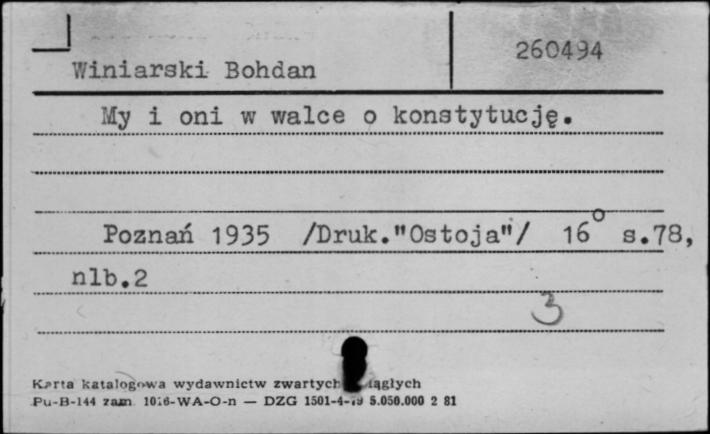 260494
Winiarski Bohdan
My i oni w walce o konstytucję.
Poznań 1935 /Druk."Ostoja"/ 16° s.78,
nlb.2
3
Karta katalogowa wydawnictw zwartych ciągłych
Pu-B-144 zam. 1016-WA-O-n — DZG 1501-4-79 5.050.000 2 81